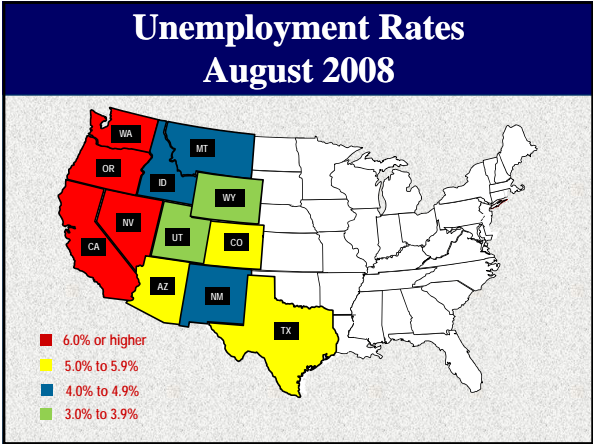 Unemployment Rates
August 2008
WA
MT
OR
ID
WY
NV
UT
CO
CA
AZ
NM
TX
6.0% or higher
5.0% to 5.9%
4.0% to 4.9%
3.0% to 3.9%